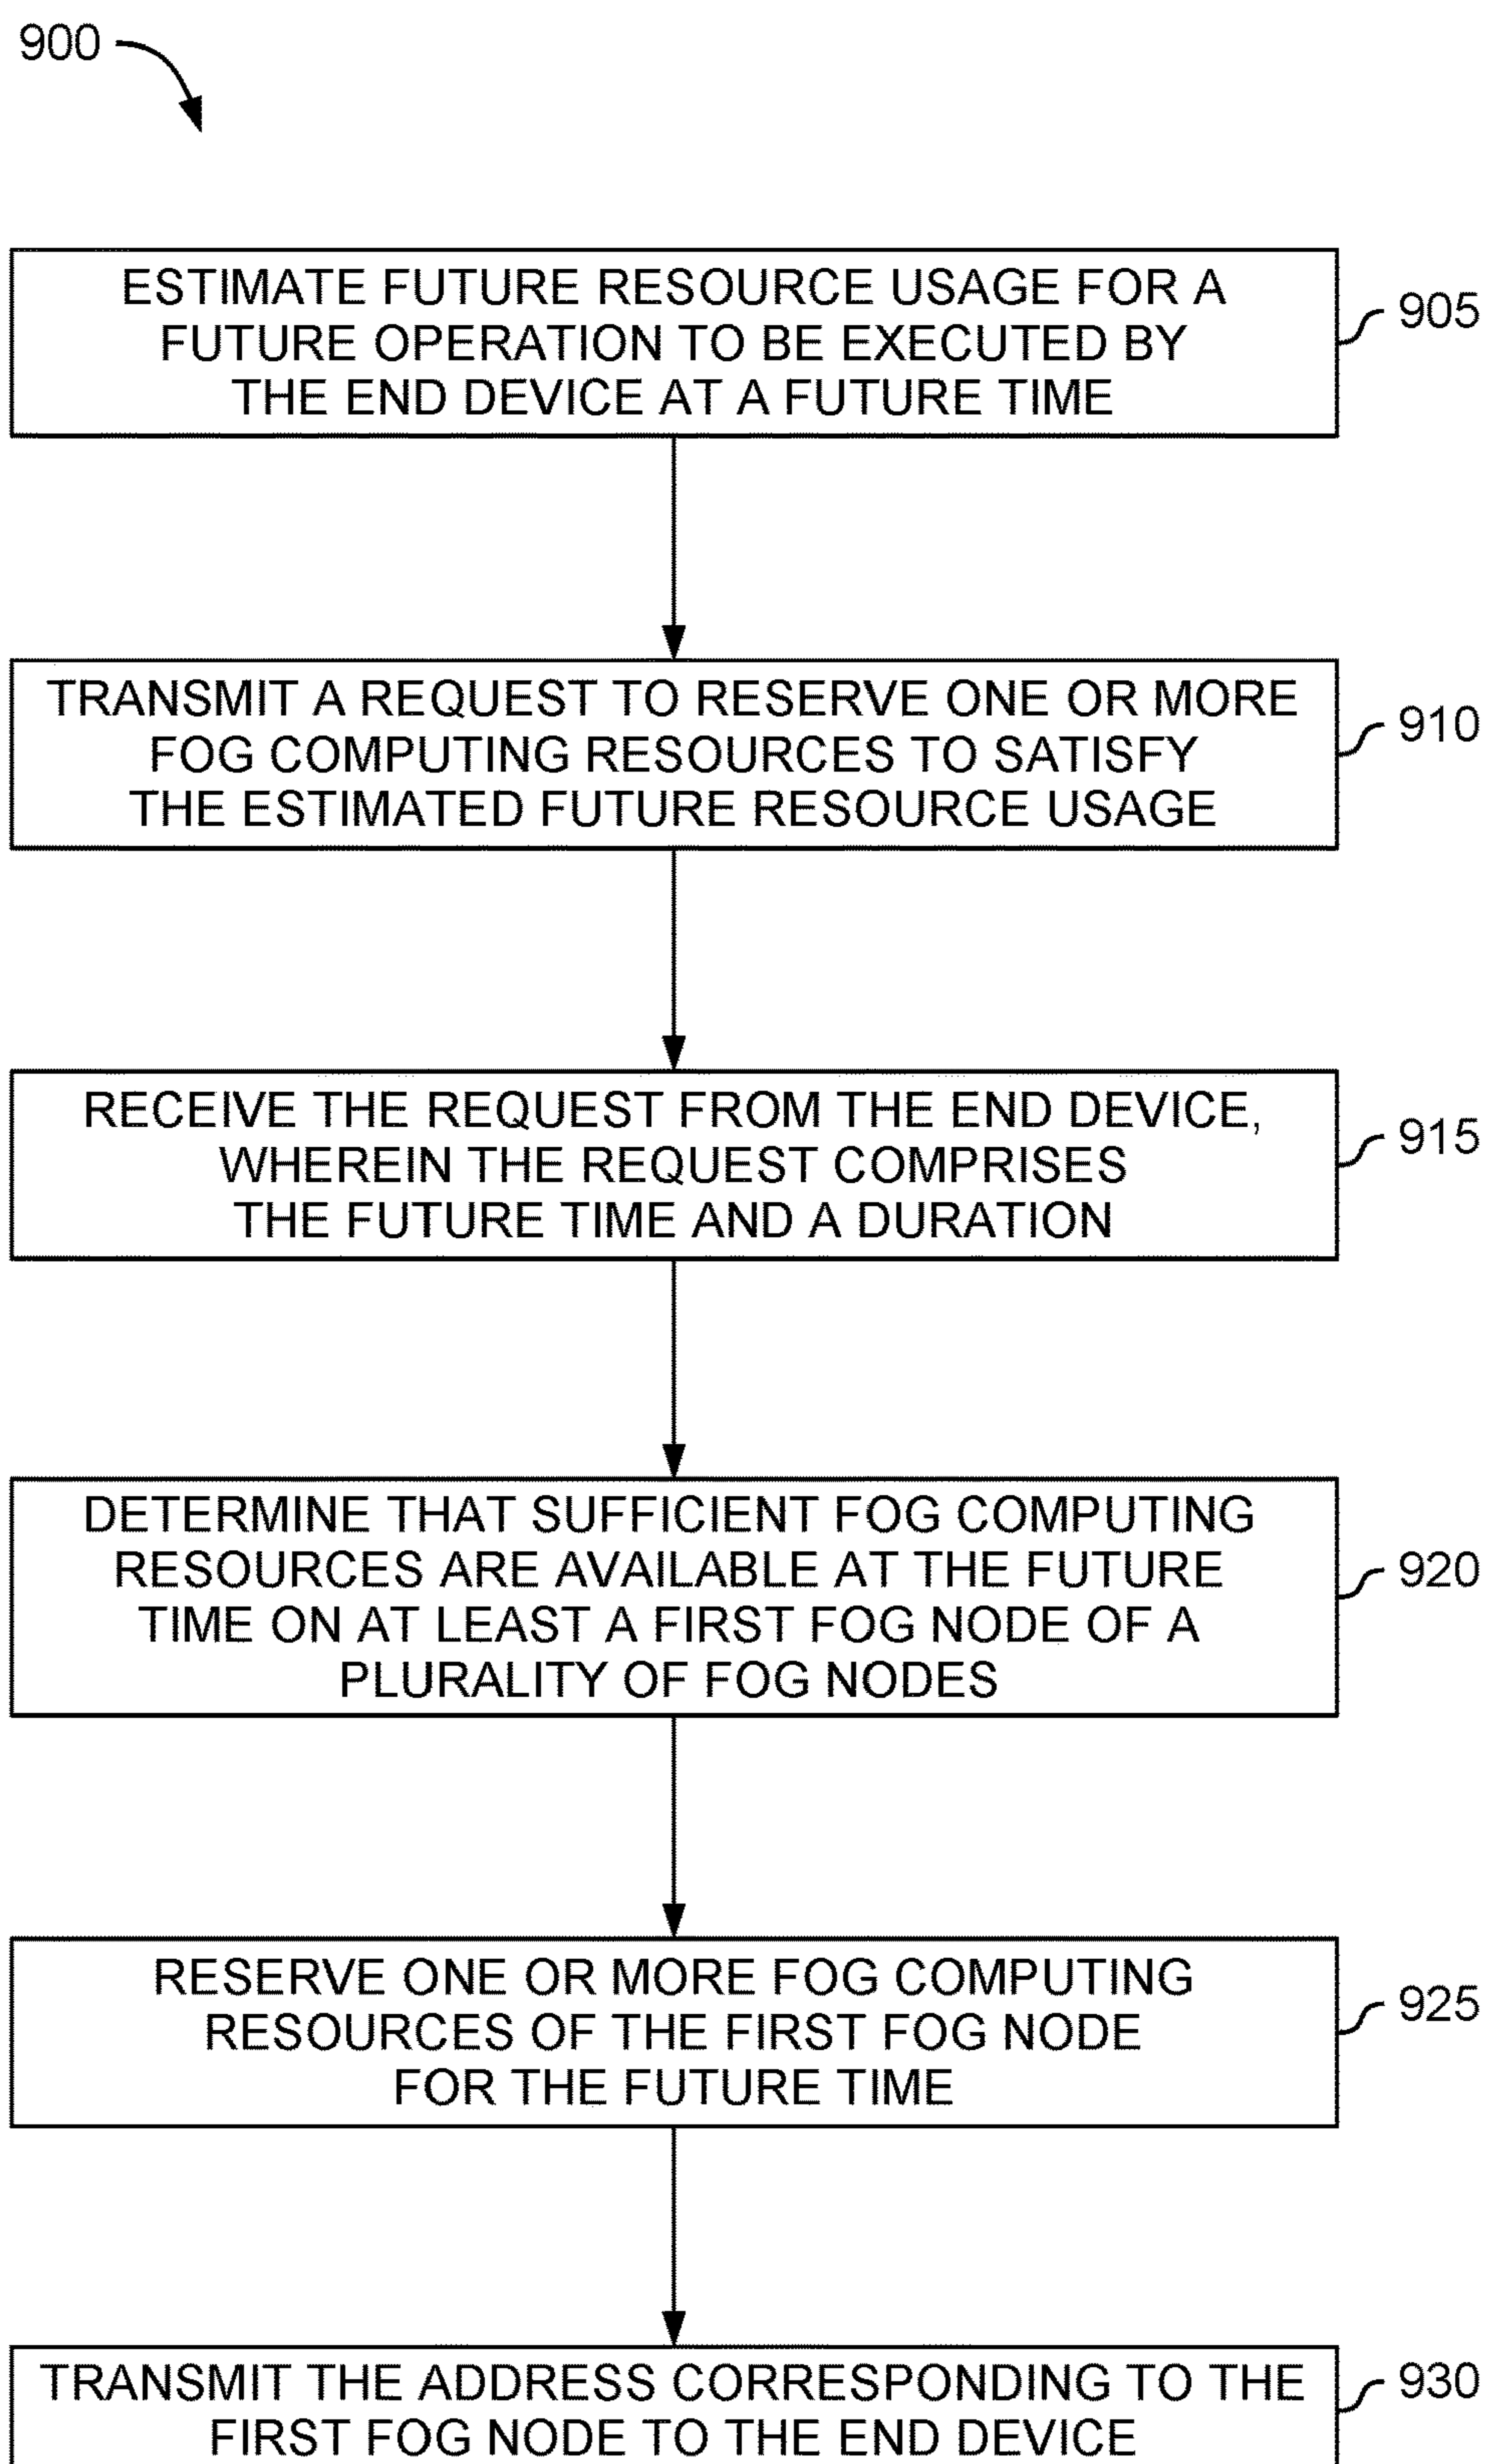 900
ESTIMATE FUTURE RESOURCE USAGE FOR A
FUTURE OPERATION TO BE EXECUTED BY
THE END DEVICE AT A FUTURE TIME
905
TRANSMIT A REQUEST TO RESERVE ONE OR MORE
FOG COMPUTING RESOURCES TO SATISFY
THE ESTIMATED FUTURE RESOURCE USAGE
910
RECEIVE THE REQUEST FROM THE END DEVICE,
WHEREIN THE REQUEST COMPRISES
THE FUTURE TIME AND A DURATION
915
DETERMINE THAT SUFFICIENT FOG COMPUTING
RESOURCES ARE AVAILABLE AT THE FUTURE
TIME ON AT LEAST A FIRST FOG NODE OF A
PLURALITY OF FOG NODES
920
RESERVE ONE OR MORE FOG COMPUTING
RESOURCES OF THE FIRST FOG NODE
FOR THE FUTURE TIME
925
TRANSMIT THE ADDRESS CORRESPONDING TO THE
FIRST FOG NODE TO THE END DEVICE
930